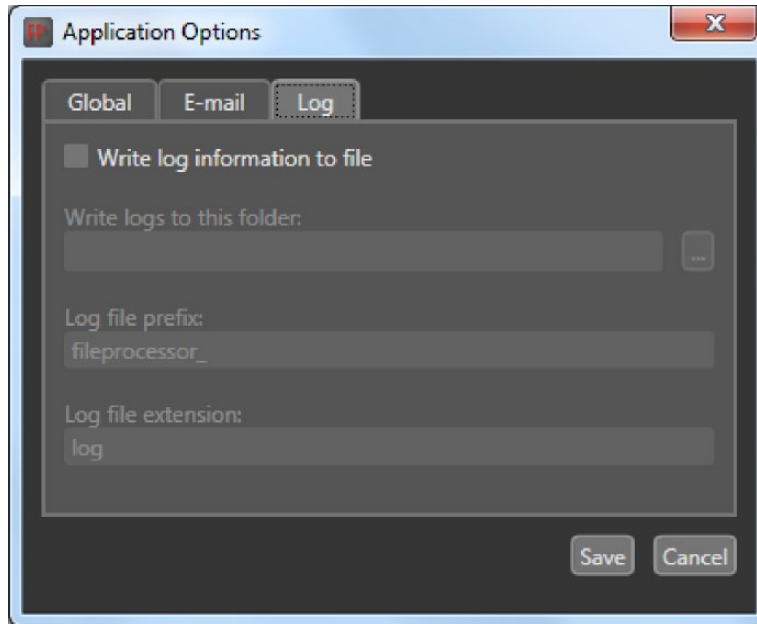 FP Application Options X
Global E-mail Log
Write log information to file
Write logs to this folder:
...
Log file prefix:
fileprocessor_
Log file extension:
log
Save Cancel